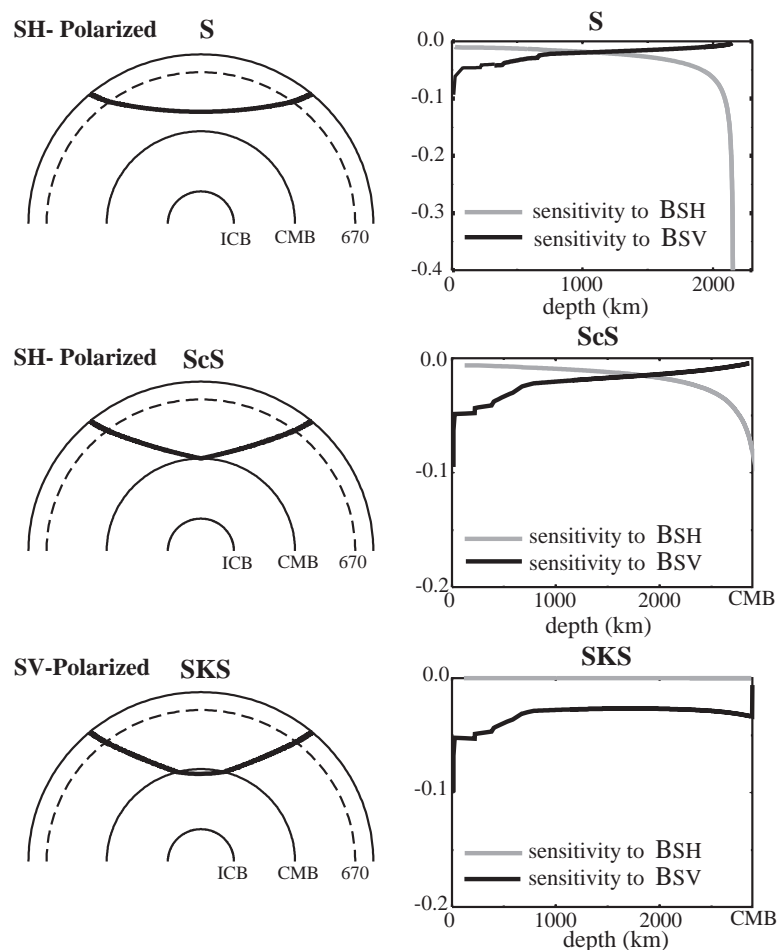 SH- Polarized S
ICB CMB 670
S
0.0
-0.1
-0.2
-0.3
-0.4
sensitivity to BSH
sensitivity to BSV
0 1000 2000
depth (km)
SH- Polarized ScS
ICB CMB 670
ScS
0.0
-0.1
-0.2
sensitivity to BSH
sensitivity to BSV
0 1000 2000 CMB
depth (km)
SV-Polarized SKS
ICB CMB 670
SKS
0.0
-0.1
-0.2
sensitivity to BSH
sensitivity to BSV
0 1000 2000 CMB
depth (km)